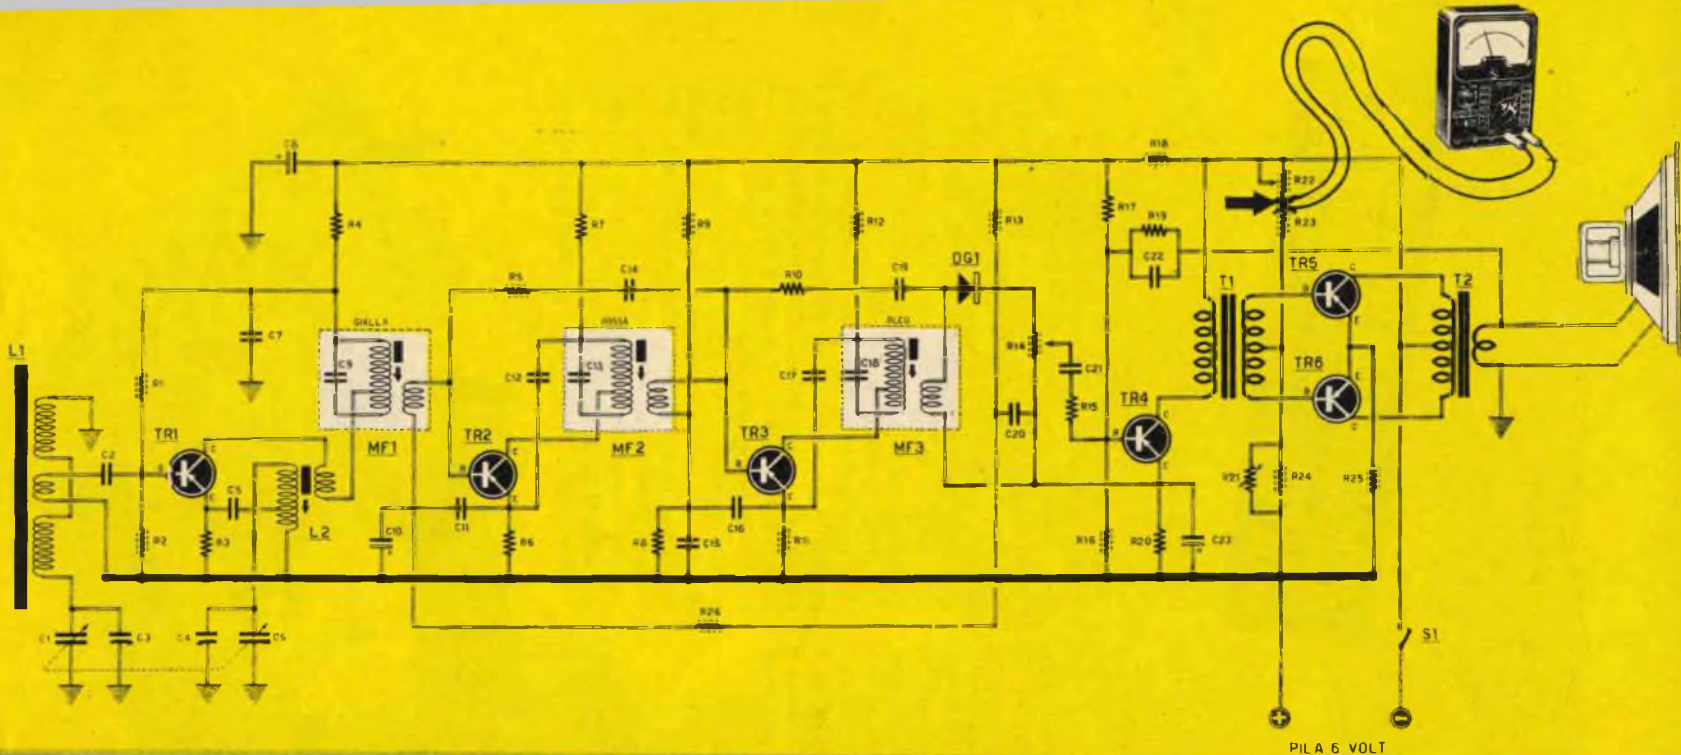 C8
R18
R22
R4
R7
R9
R12
R13
R17
R19
R23
C22
DG1
TR5
T1
T2
R5
C14
R10
C19
C7
GIALLA
ROSSA
BLEU
L1
C9
C12
C13
C17
C18
R14
C21
R1
TR6
R15
TR4
C20
TR1
TR2
TR3
MF1
MF2
MF3
C2
B
C
E
B
C
E
B
C
E
B
C
E
B
C
E
B
C
E
C5
L2
R21
R24
R25
R2
R3
C10
C11
R6
R8
C15
C16
R11
R16
R20
C23
R26
C1
C3
C4
S1
+
-
PILA 6 VOLT